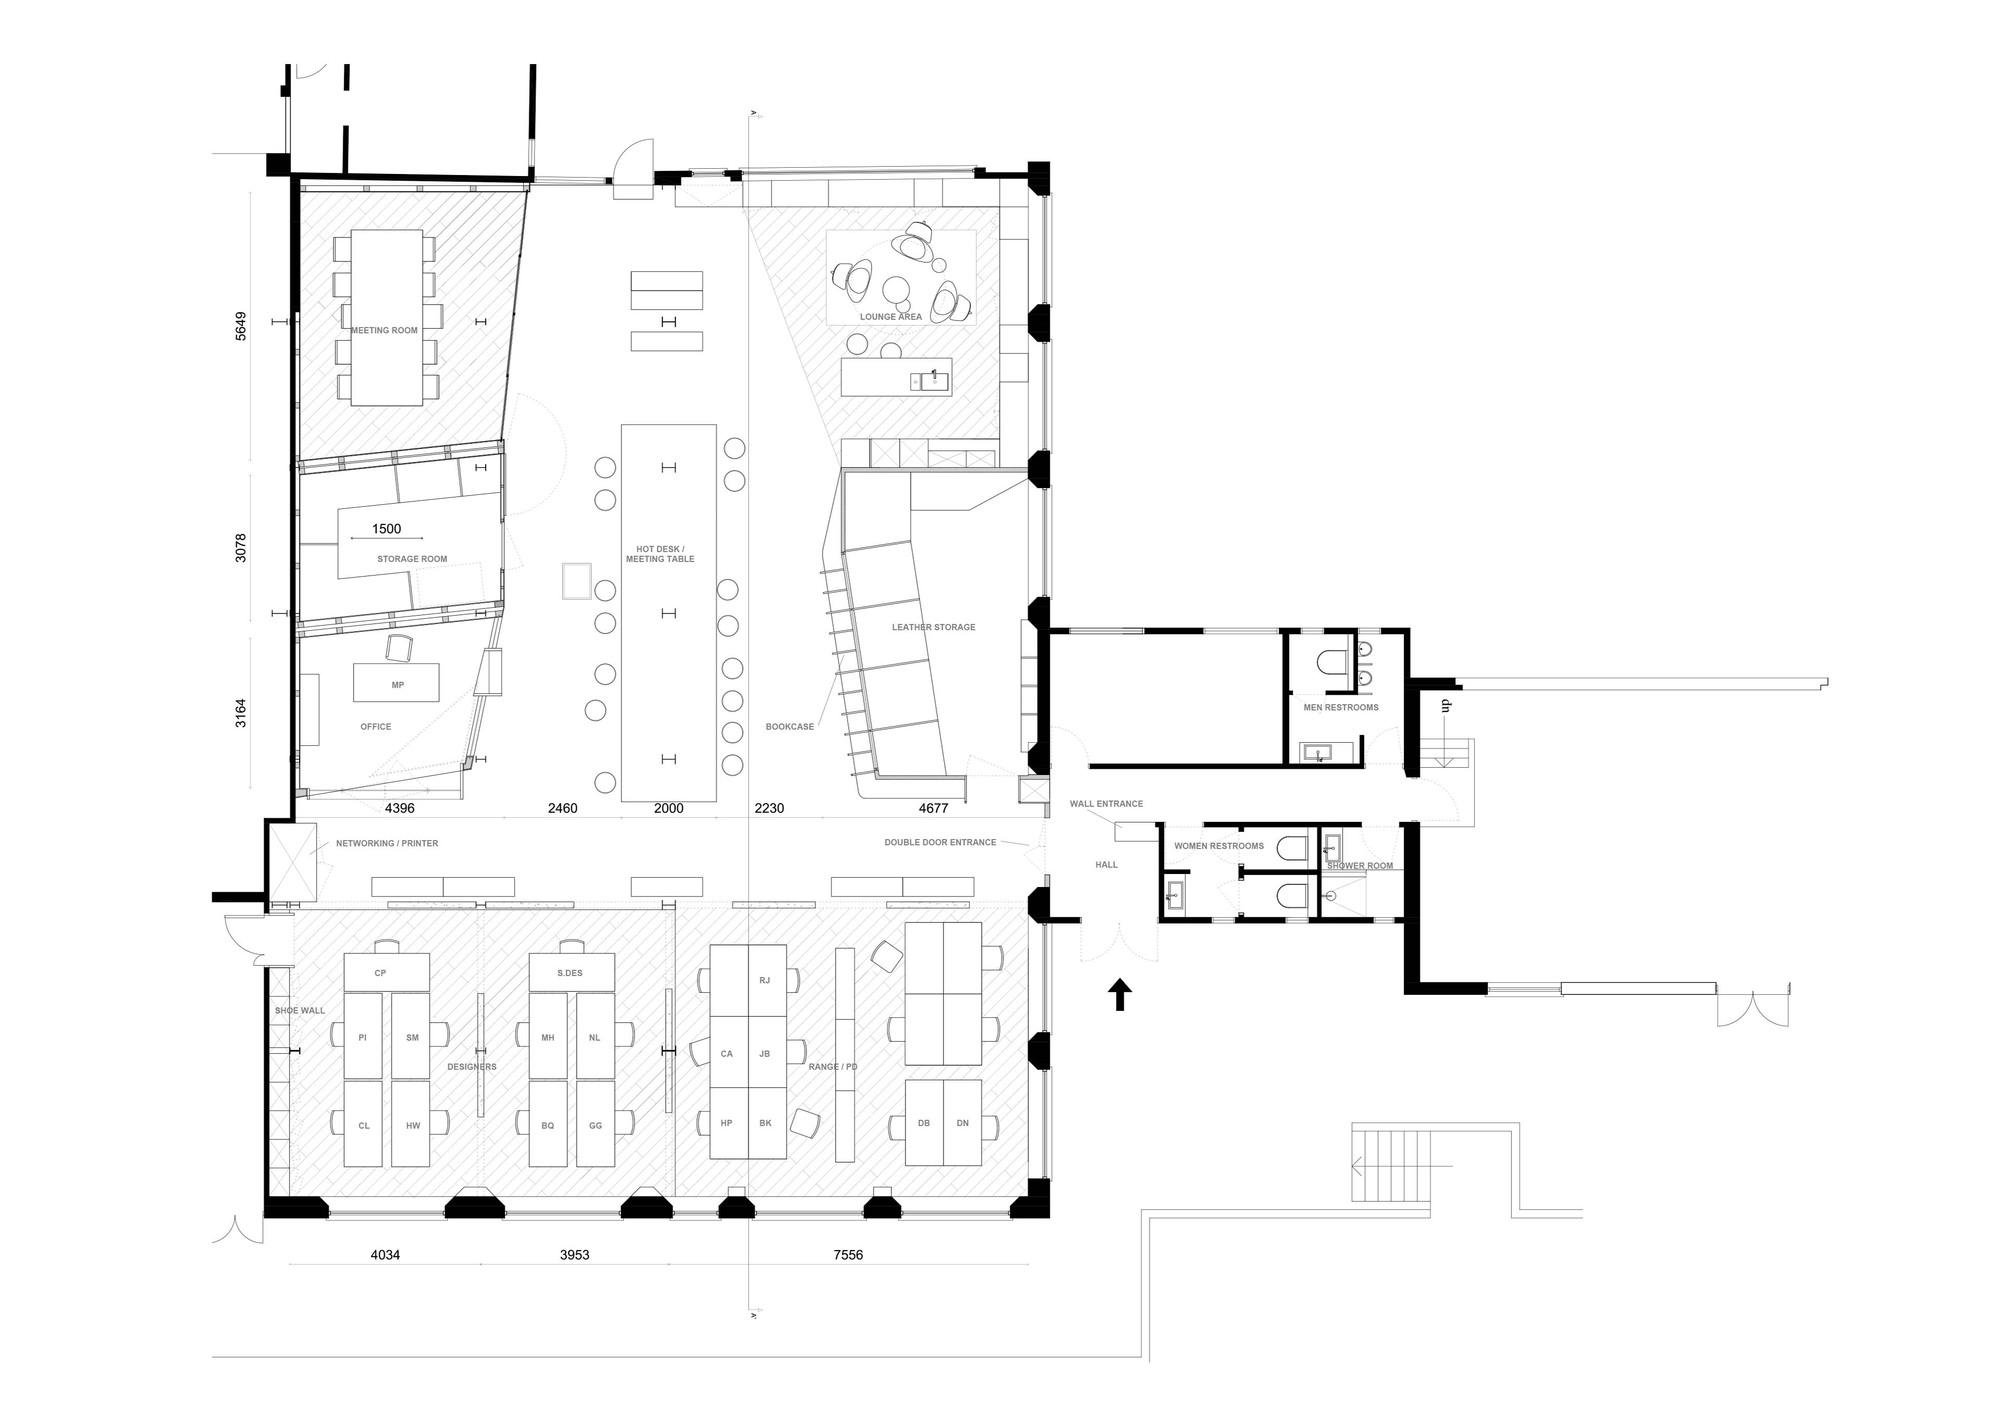 A
5649
MEETING ROOM
LOUNGE AREA
3078
1500
STORAGE ROOM
HOT DESK /
MEETING TABLE
LEATHER STORAGE
3164
MP
OFFICE
BOOKCASE
MEN RESTROOMS
dn
4396
2460
2000
2230
4677
WALL ENTRANCE
NETWORKING / PRINTER
DOUBLE DOOR ENTRANCE
HALL
WOMEN RESTROOMS
SHOWER ROOM
CP
S.DES
RJ
SHOE WALL
PI
SM
MH
NL
CA
JB
DESIGNERS
RANGE / PD
CL
HW
BQ
GG
HP
BK
DB
DN
4034
3953
7556
A'